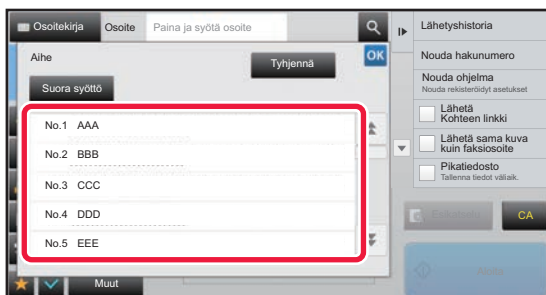 Osoitekirja
Osoite
Paina ja syötä osoite
Aihe
Tyhjennä
OK
Suora syöttö
No.1 AAA
No.2 BBB
No.3 CCC
No.4 DDD
No.5 EEE
Muut
Lähetyshistoria
Nouda hakunumero
Nouda ohjelma
Nouda rekisteröidyt asetukset
Lähetä
Kohteen linkki
Lähetä sama kuva
kuin faksiosoite
Pikatiedosto
Tallenna tiedot väliaik.
CA